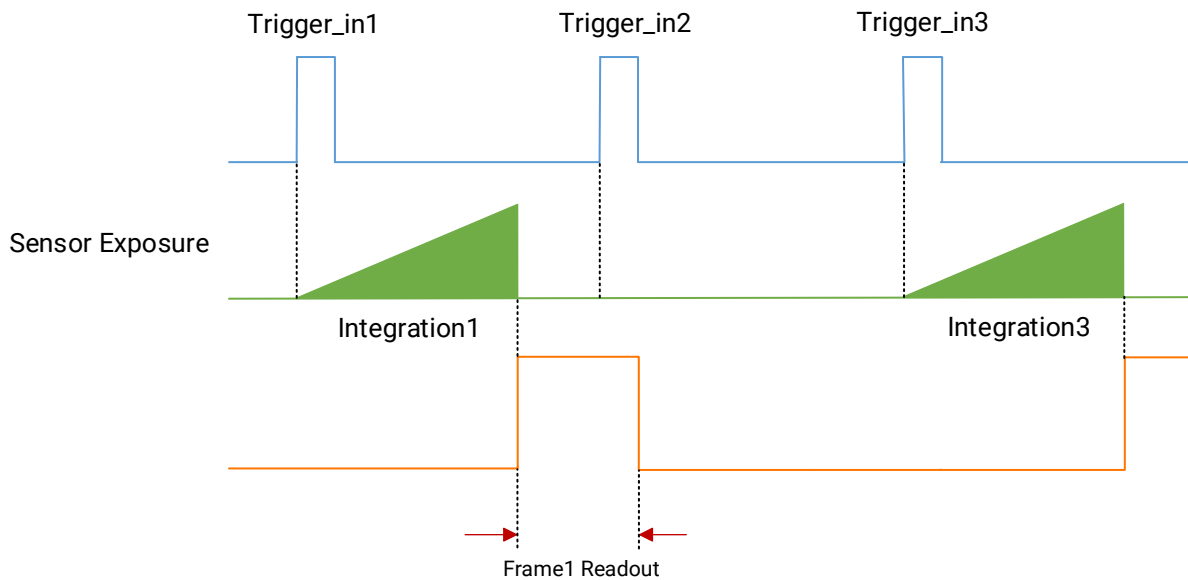 Trigger_in1
Trigger_in2
Trigger_in3
Sensor Exposure
Integration1
Integration3
Frame1 Readout